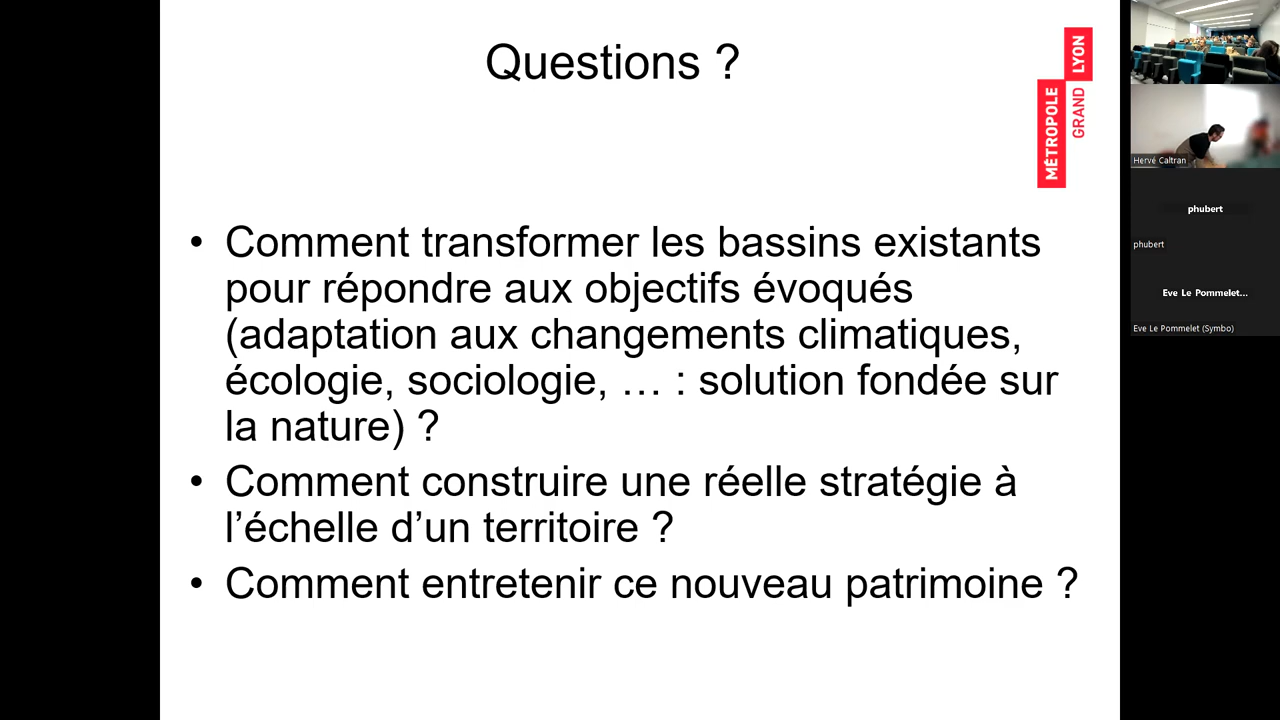 Questions ?
MÉTROPOLE
GRAND
LYON
• Comment transformer les bassins existants
pour répondre aux objectifs évoqués
(adaptation aux changements climatiques,
écologie, sociologie, … : solution fondée sur
la nature) ?
• Comment construire une réelle stratégie à
l’échelle d’un territoire ?
• Comment entretenir ce nouveau patrimoine ?
Hervé Caltran
phubert
phubert
Eve Le Pommelet...
Eve Le Pommelet (Symbo)